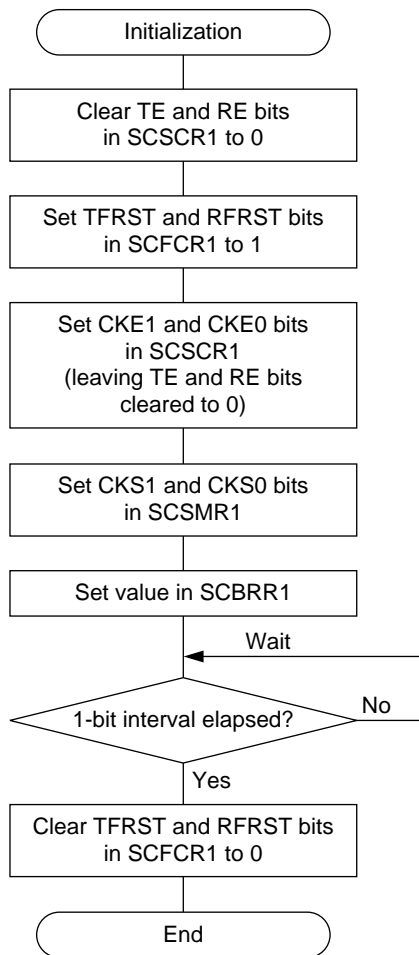 Initialization
Clear TE and RE bits
in SCSCR1 to 0
Set TFRST and RFRST bits
in SCFCR1 to 1
Set CKE1 and CKE0 bits
in SCSCR1
(leaving TE and RE bits
cleared to 0)
Set CKS1 and CKS0 bits
in SCSMR1
Set value in SCBRR1
Wait
1-bit interval elapsed?
No
Yes
Clear TFRST and RFRST bits
in SCFCR1 to 0
End